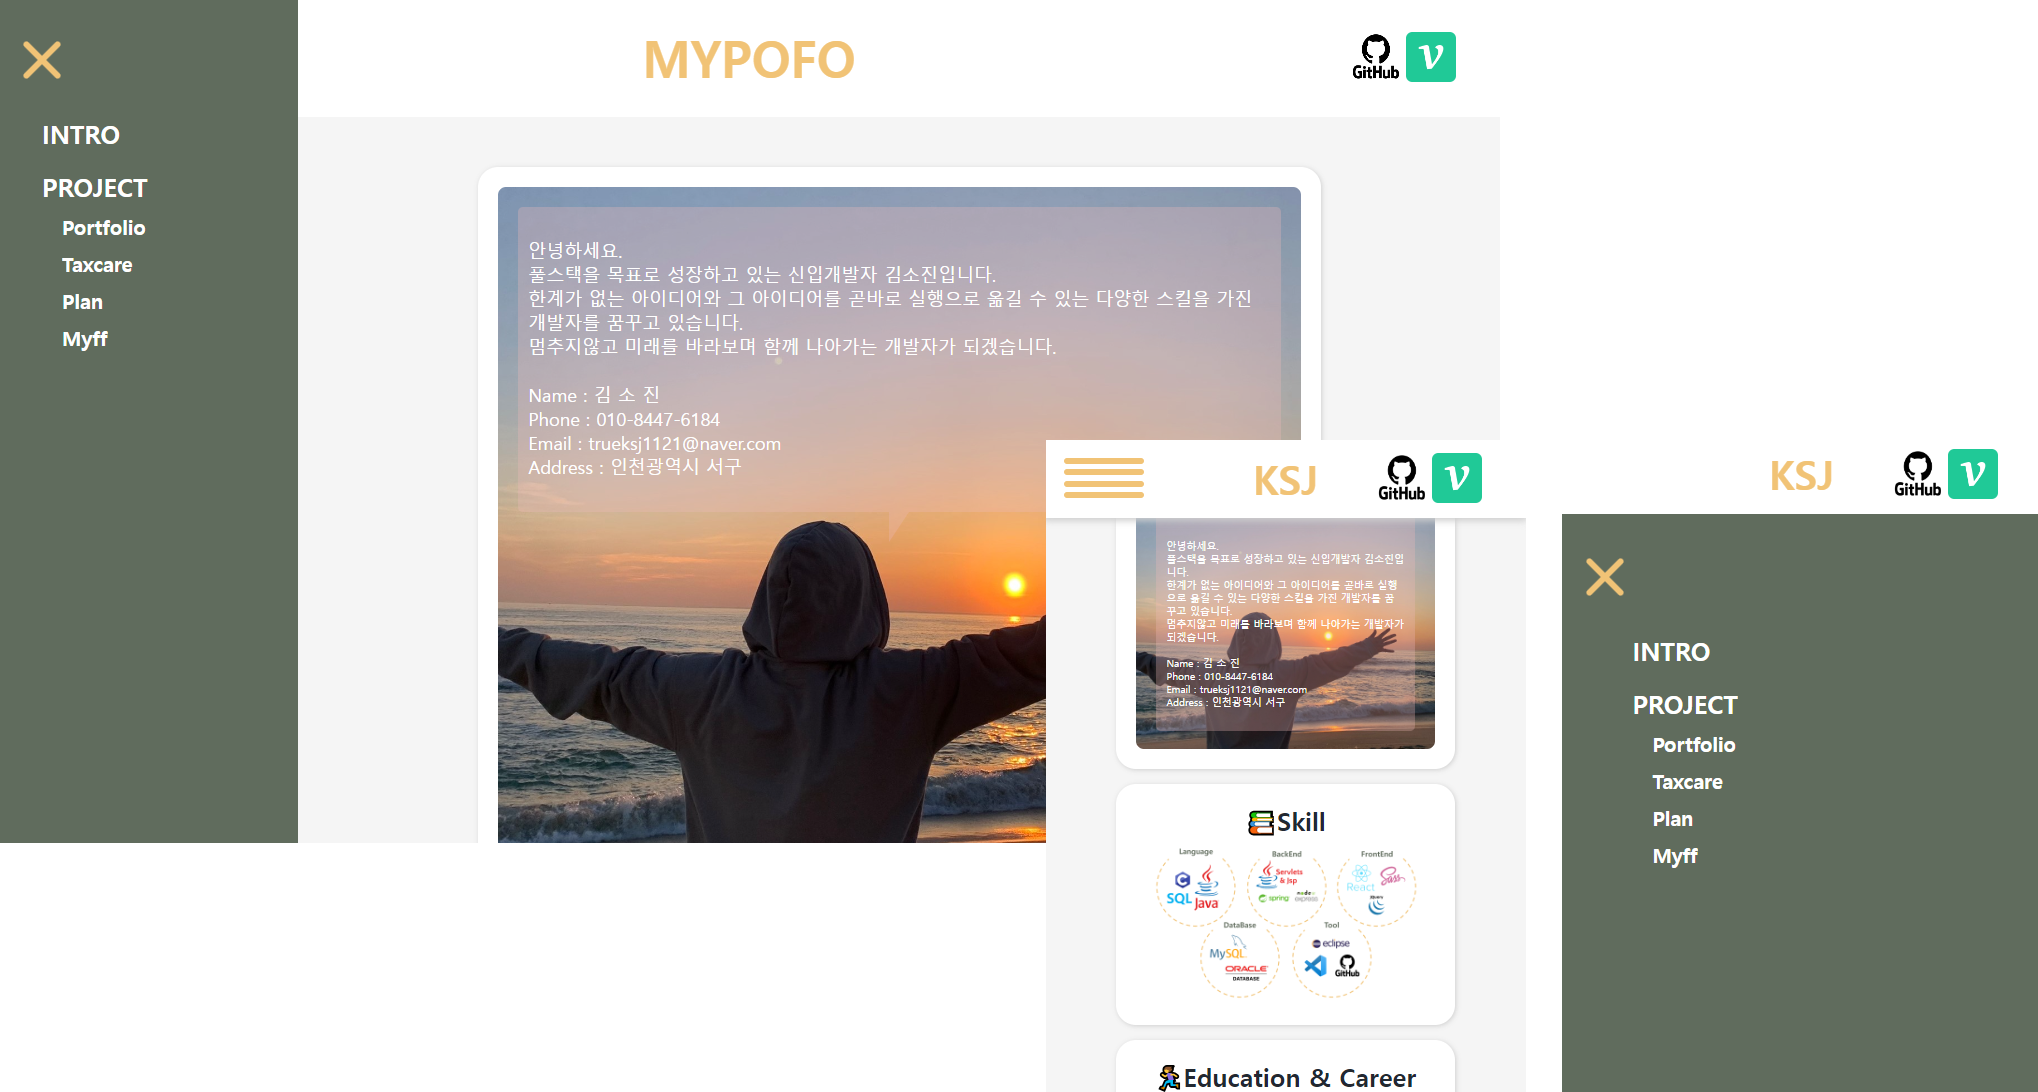 INTRO
PROJECT
Portfolio
Taxcare
Plan
Myff
MYPOFO
GitHub
v
안녕하세요.
풀스택을 목표로 성장하고 있는 신입개발자 김소진입니다.
한계가 없는 아이디어와 그 아이디어를 곧바로 실행으로 옮길 수 있는 다양한 스킬을 가진
개발자를 꿈꾸고 있습니다.
멈추지않고 미래를 바라보며 함께 나아가는 개발자가 되겠습니다.
Name : 김 소 진
Phone : 010-8447-6184
Email : trueksj1121@naver.com
Address : 인천광역시 서구
KSJ
GitHub
v
안녕하세요.
풀스택을 목표로 성장하고 있는 신입개발자 김소진입
니다.
한계가 없는 아이디어와 그 아이디어를 곧바로 실행
으로 옮길 수 있는 다양한 스킬을 가진 개발자를 꿈
꾸고 있습니다.
멈추지않고 미래를 바라보며 함께 나아가는 개발자가
되겠습니다.
Name : 김 소 진
Phone : 010-8447-6184
Email : trueksj1121@naver.com
Address : 인천광역시 서구
Skill
Language
C
SQL Java
BackEnd
Servlets
& Jsp
spring
node
express
FrontEnd
React
Sass
jQuery
DataBase
MySQL
ORACLE
DATABASE
Tool
eclipse
GitHub
Education & Career
KSJ
GitHub
v
INTRO
PROJECT
Portfolio
Taxcare
Plan
Myff